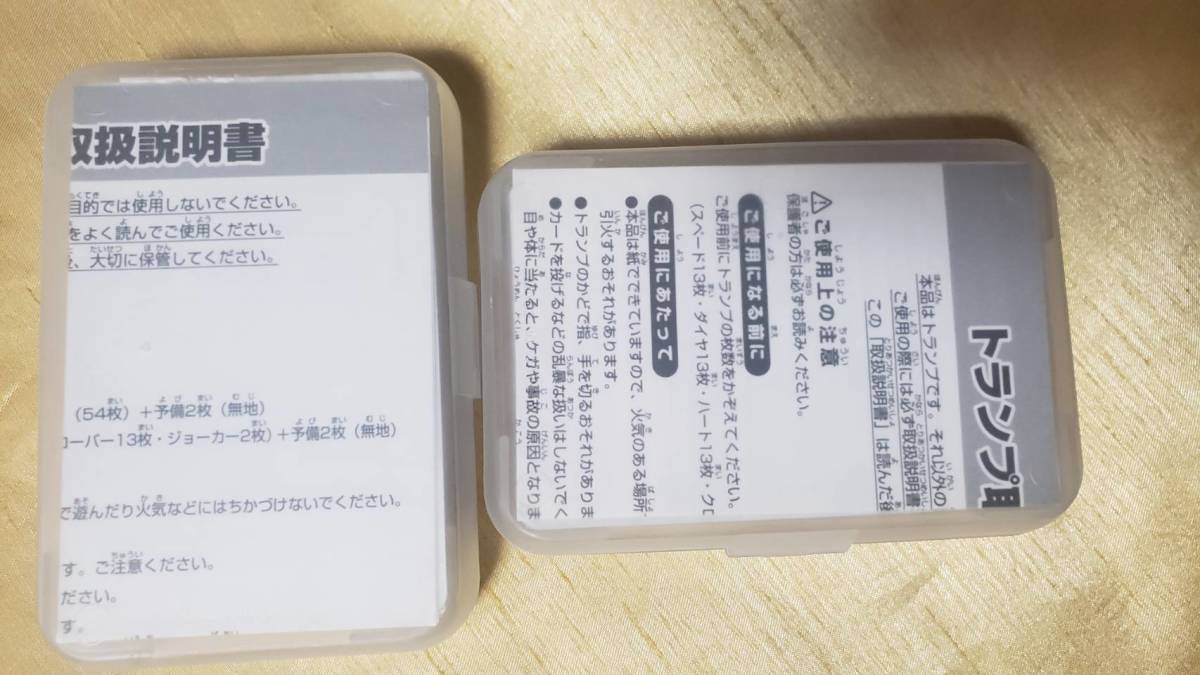 取扱説明書
目的では使用しないでください。
をよく読んでご使用ください。
、大切に保管してください。
(54枚)+予備2枚(無地)
ローバー13枚・ジョーカー2枚)+予備2枚(無地)
で遊んだり火気などにはちかづけないでください。
す。ご注意ください。
ださい。
す。
トランプ用
本品はトランプです。それ以外の
ご使用の際には必ず取扱説明書
この「取扱説明書」は読んだ後
⚠ご使用上の注意
保護者の方は必ずお読みください。
ご使用になる前に
ご使用前にトランプの枚数をかぞえてください。
(スペード13枚・ダイヤ13枚・ハート13枚・クロ
ご使用にあたって
●本品は紙でできていますので、火気のある場所
引火するおそれがあります。
●トランプのかどで指、手を切るおそれがありま
●カードを投げるなどの乱暴な扱いはしないでく
目や体に当たると、ケガや事故の原因となりま